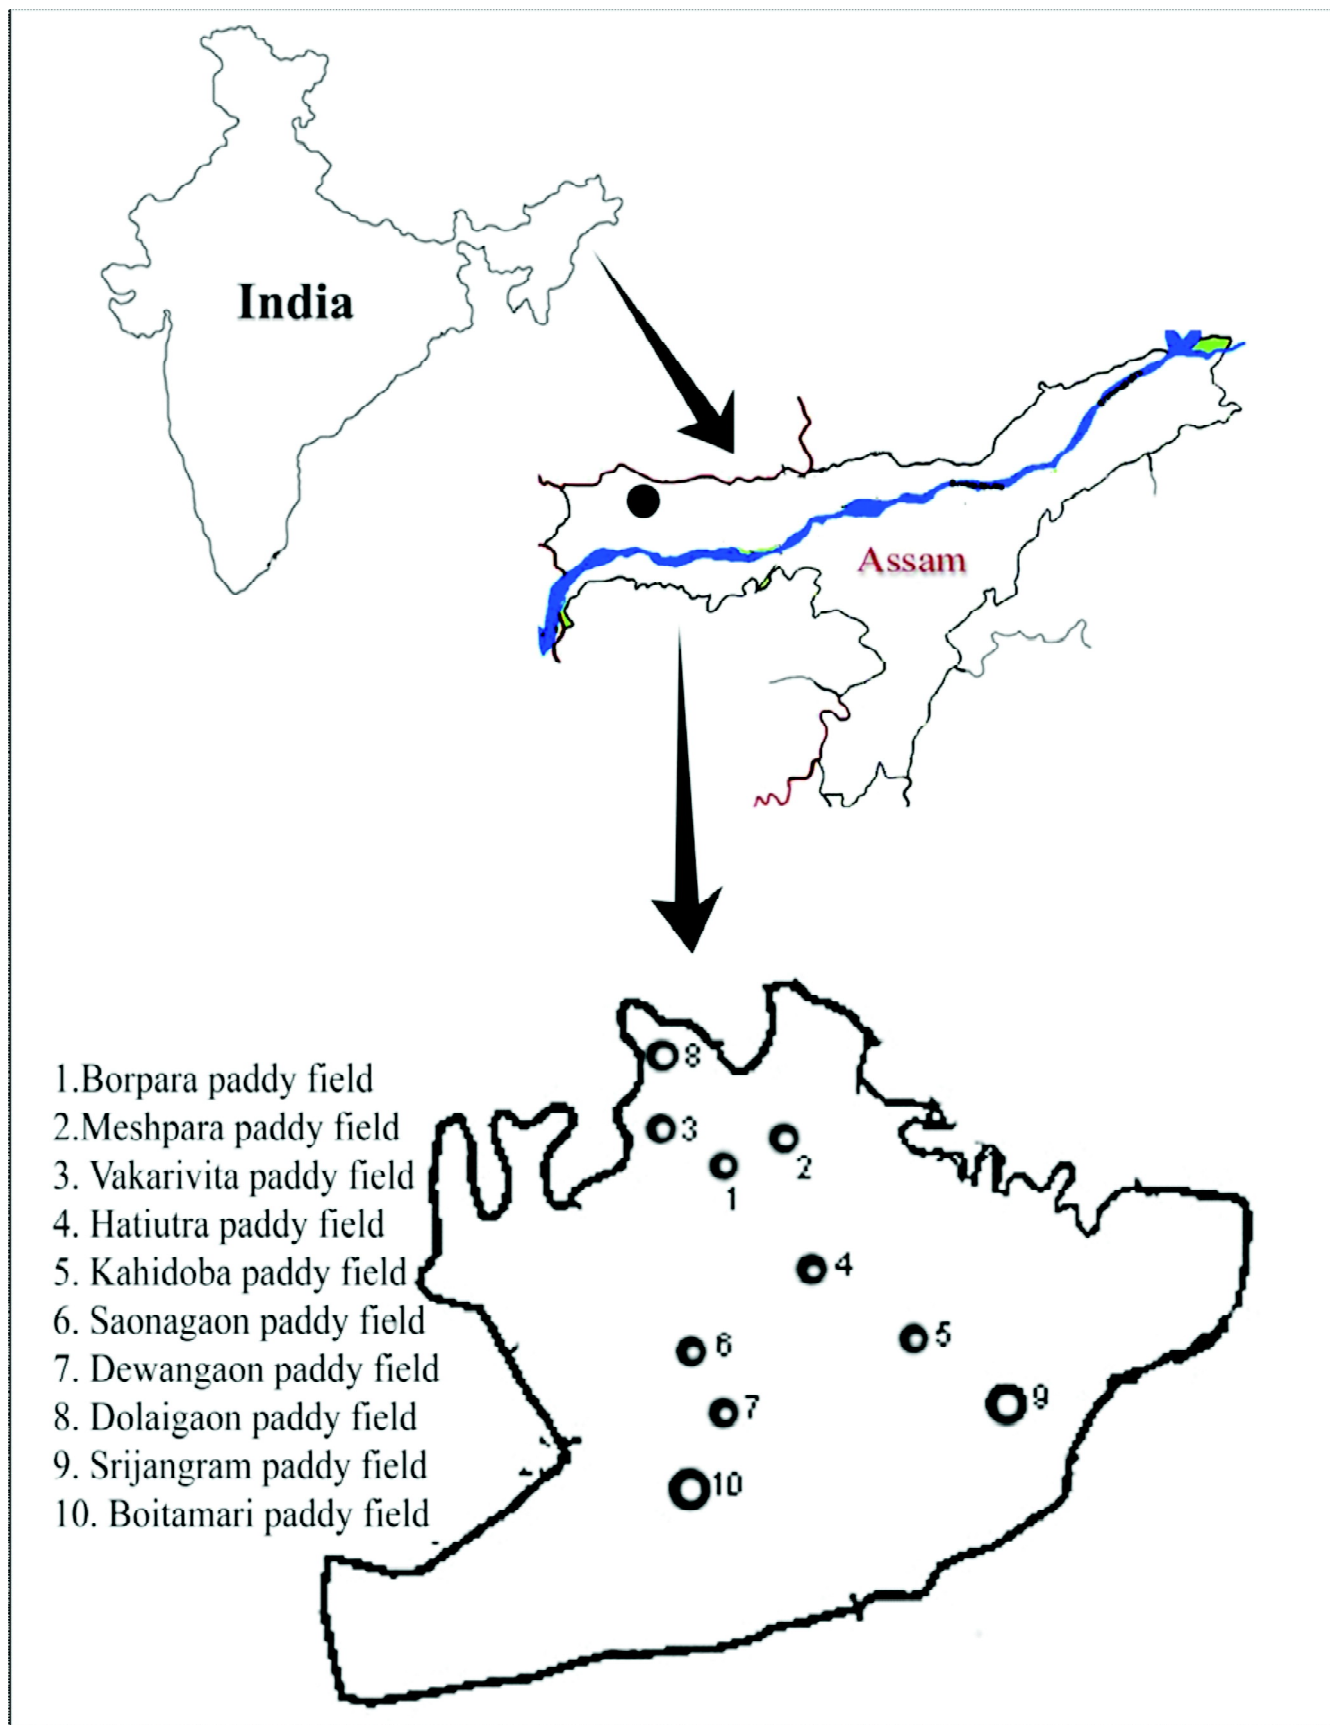 India
Assam
1.Borpara paddy field
2.Meshpara paddy field
3. Vakarivita paddy field
4. Hatiutra paddy field
5. Kahidoba paddy field
6. Saonagaon paddy field
7. Dewangaon paddy field
8. Dolaigaon paddy field
9. Srijangram paddy field
10. Boitamari paddy field
8
3
2
1
4
5
6
9
7
10